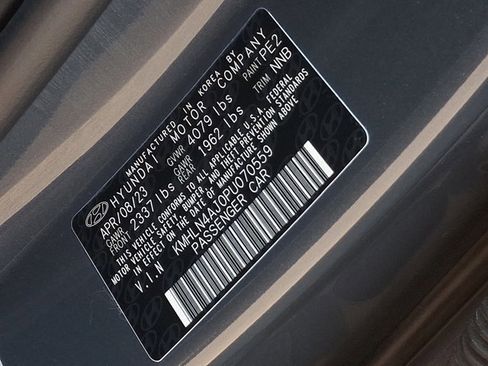 MANUFACTURED IN KOREA BY
HYUNDAI MOTOR COMPANY
APR/08/23 GVWR 4079 lbs PAINT PE2
GAWR FRONT 2337 lbs GAWR REAR 1962 lbs TRIM NNB
THIS VEHICLE CONFORMS TO ALL APPLICABLE U.S.A. FEDERAL
MOTOR VEHICLE SAFETY, BUMPER, AND THEFT PREVENTION STANDARDS
IN EFFECT ON THE DATE OF MANUFACTURE SHOWN ABOVE.
V.I.N KMHLN4AJ0PU070559
PASSENGER CAR